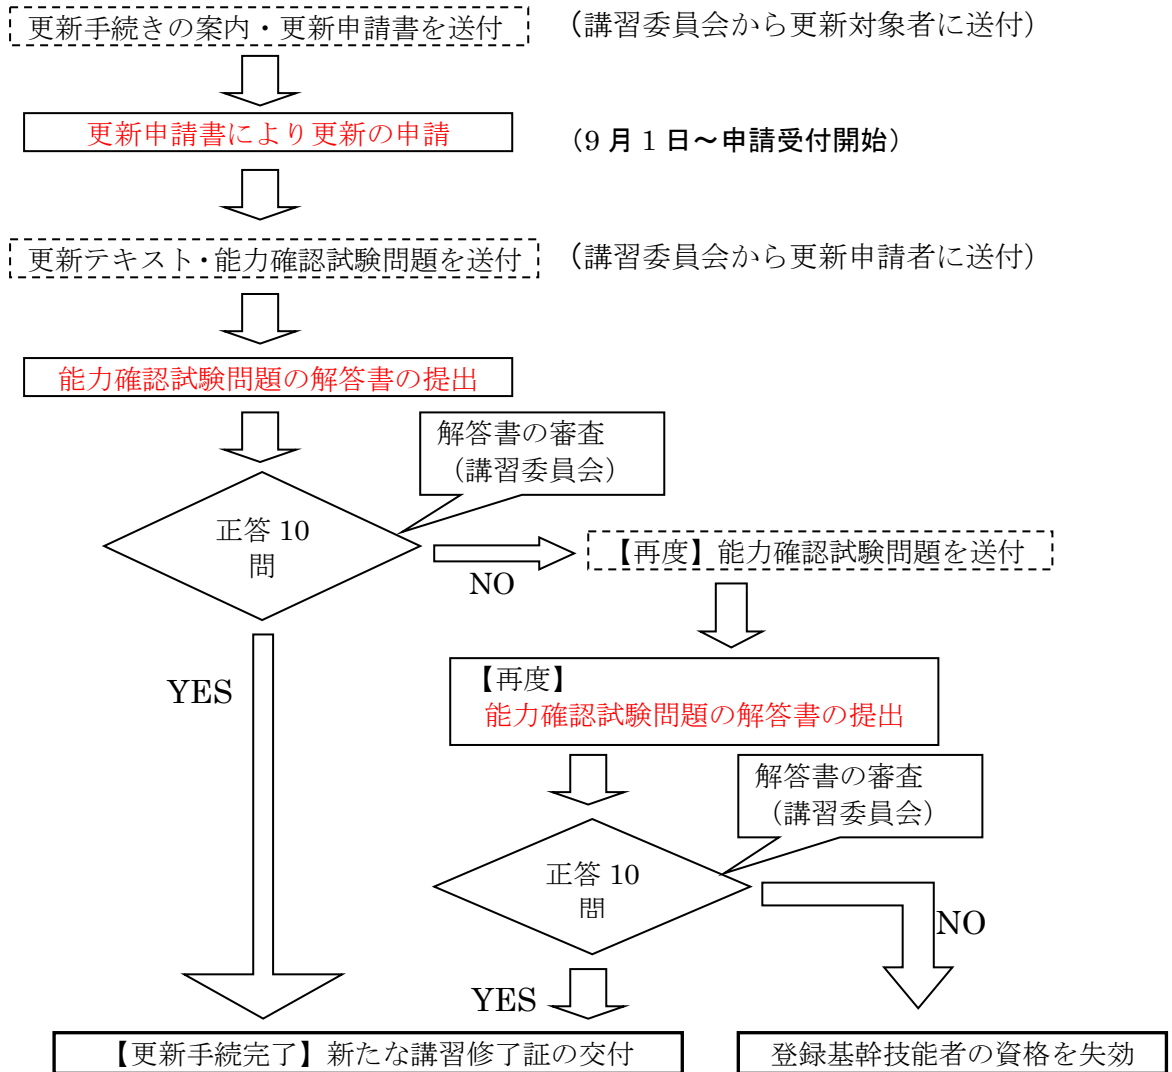 更新手続きの案内・更新申請書を送付
（講習委員会から更新対象者に送付）
更新申請書により更新の申請
（9月1日～申請受付開始）
更新テキスト・能力確認試験問題を送付
（講習委員会から更新申請者に送付）
能力確認試験問題の解答書の提出
解答書の審査
（講習委員会）
正答 10
問
NO
【再度】能力確認試験問題を送付
YES
【再度】
能力確認試験問題の解答書の提出
解答書の審査
（講習委員会）
正答 10
問
NO
YES
【更新手続完了】新たな講習修了証の交付
登録基幹技能者の資格を失効